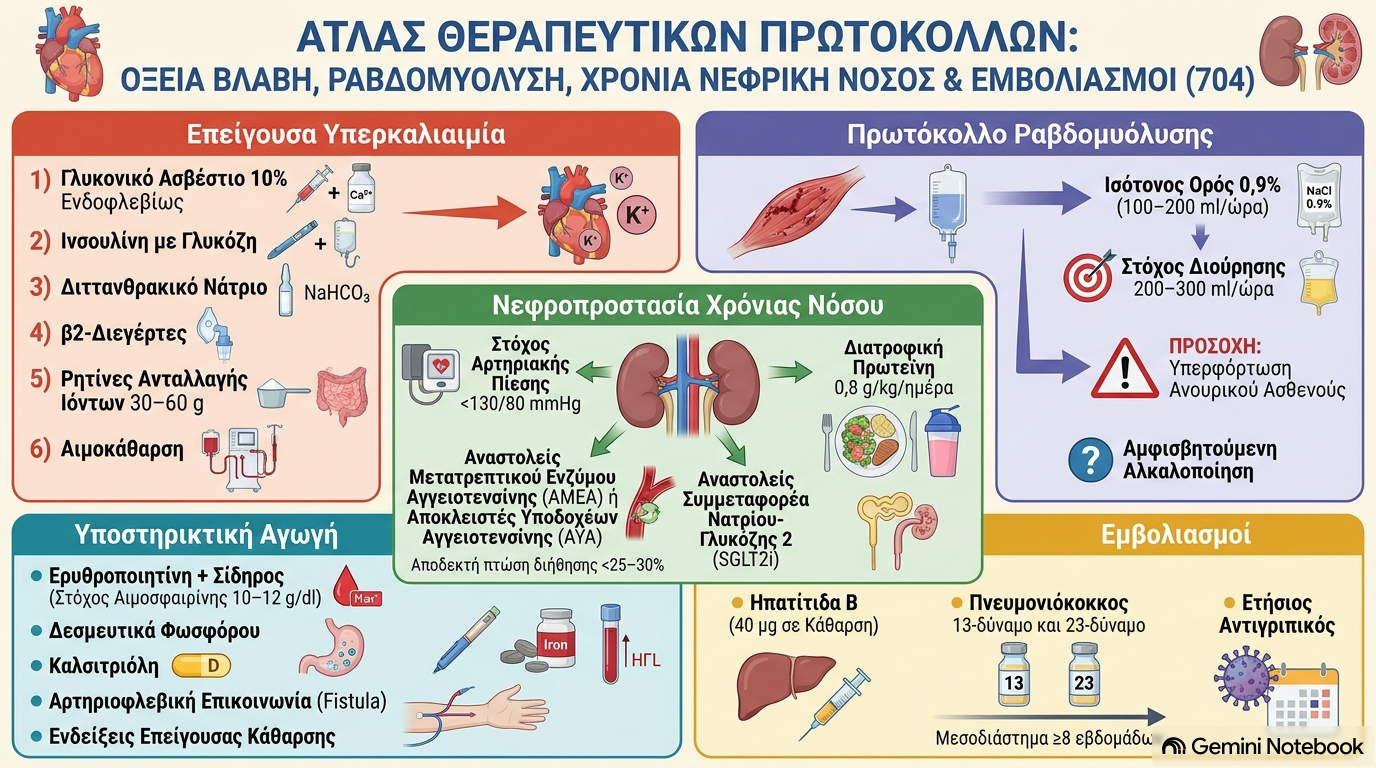 ΑΤΛΑΣ ΘΕΡΑΠΕΥΤΙΚΩΝ ΠΡΩΤΟΚΟΛΛΩΝ:
ΟΞΕΙΑ ΒΛΑΒΗ, ΡΑΒΔΟΜΥΟΛΥΣΗ, ΧΡΟΝΙΑ ΝΕΦΡΙΚΗ ΝΟΣΟΣ & ΕΜΒΟΛΙΑΣΜΟΙ (704)
Επείγουσα Υπερκαλιαιμία
1) Γλυκονικό Ασβέστιο 10%
Ενδοφλεβίως
+
Ca²⁺
K⁺
K⁺
K⁺
2) Ινσουλίνη με Γλυκόζη
+
3) Διττανθρακικό Νάτριο
NaHCO₃
4) β2-Διεγέρτες
5) Ρητίνες Ανταλλαγής
Ιόντων 30–60 g
6) Αιμοκάθαρση
Πρωτόκολλο Ραβδομυόλυσης
Ισότονος Ορός 0,9%
(100–200 ml/ώρα)
NaCl
0.9%
Στόχος Διούρησης
200–300 ml/ώρα
ΠΡΟΣΟΧΗ:
Υπερφόρτωση
Ανουρικού Ασθενούς
?
Αμφισβητούμενη
Αλκαλοποίηση
Νεφροπροστασία Χρόνιας Νόσου
Στόχος
Αρτηριακής
Πίεσης
<130/80 mmHg
Διατροφική
Πρωτεΐνη
0,8 g/kg/ημέρα
Αναστολείς
Μετατρεπτικού Ενζύμου
Αγγειοτενσίνης (ΑΜΕΑ) ή
Αποκλειστές Υποδοχέων
Αγγειοτενσίνης (ΑΥΑ)
Αποδεκτή πτώση διήθησης <25–30%
Αναστολείς
Συμμεταφορέα
Νατρίου-
Γλυκόζης 2
(SGLT2i)
Υποστηρικτική Αγωγή
Ερυθροποιητίνη + Σίδηρος
(Στόχος Αιμοσφαιρίνης 10–12 g/dl)
Δεσμευτικά Φωσφόρου
Καλσιτριόλη
D
Αρτηριοφλεβική Επικοινωνία (Fistula)
Ενδείξεις Επείγουσας Κάθαρσης
Iron
ΗΓL
Εμβολιασμοί
Ηπατίτιδα Β
(40 μg σε Κάθαρση)
Πνευμονιόκοκκος
13-δύναμο και 23-δύναμο
13
23
Μεσοδιάστημα ≥8 εβδομάδω
Ετήσιος
Αντιγριπικός
Gemini Notebook